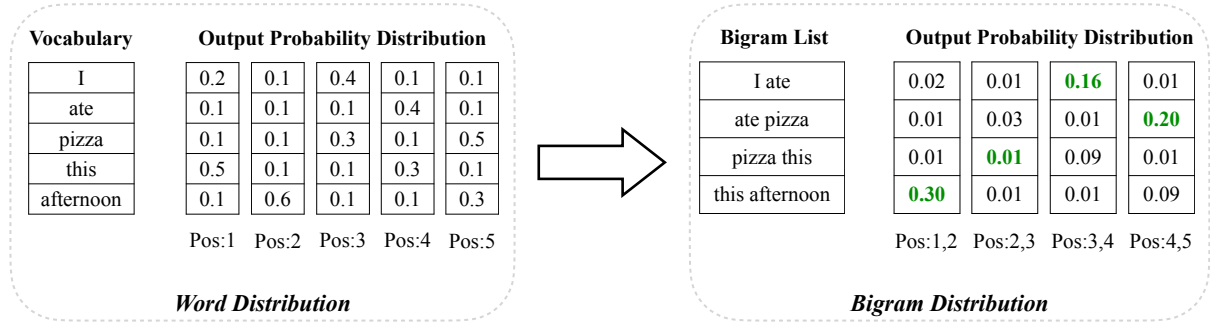 Vocabulary Output Probability Distribution
I 0.2 0.1 0.4 0.1 0.1
ate 0.1 0.1 0.1 0.4 0.1
pizza 0.1 0.1 0.3 0.1 0.5
this 0.5 0.1 0.1 0.3 0.1
afternoon 0.1 0.6 0.1 0.1 0.3
Pos:1 Pos:2 Pos:3 Pos:4 Pos:5
Word Distribution
Bigram List Output Probability Distribution
I ate 0.02 0.01 0.16 0.01
ate pizza 0.01 0.03 0.01 0.20
pizza this 0.01 0.01 0.09 0.01
this afternoon 0.30 0.01 0.01 0.09
Pos:1,2 Pos:2,3 Pos:3,4 Pos:4,5
Bigram Distribution